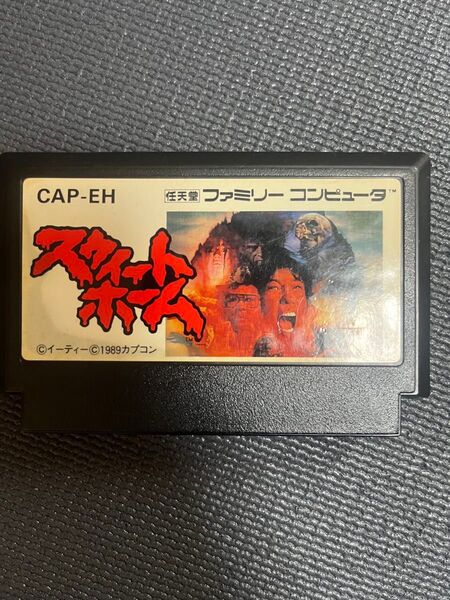 CAP-EH
任天堂 ファミリー コンピュータ™
スウィート
ホーム
©イーティー©1989カプコン